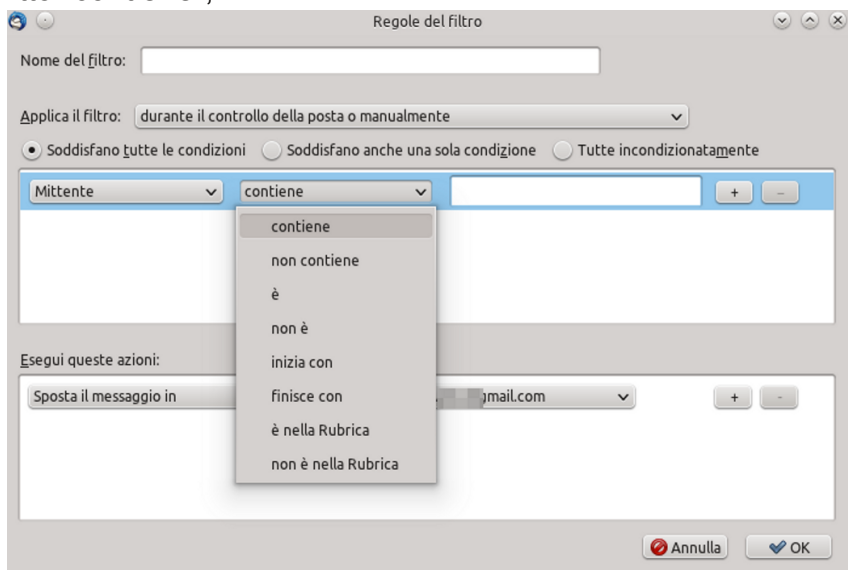 Regole del filtro
Nome del filtro:
Applica il filtro: durante il controllo della posta o manualmente
Soddisfano tutte le condizioni Soddisfano anche una sola condizione Tutte incondizionatamente
Mittente contiene + -
contiene
non contiene
è
non è
inizia con
Esegui queste azioni:
Sposta il messaggio in finisce con gmail.com + -
è nella Rubrica
non è nella Rubrica
Annulla OK